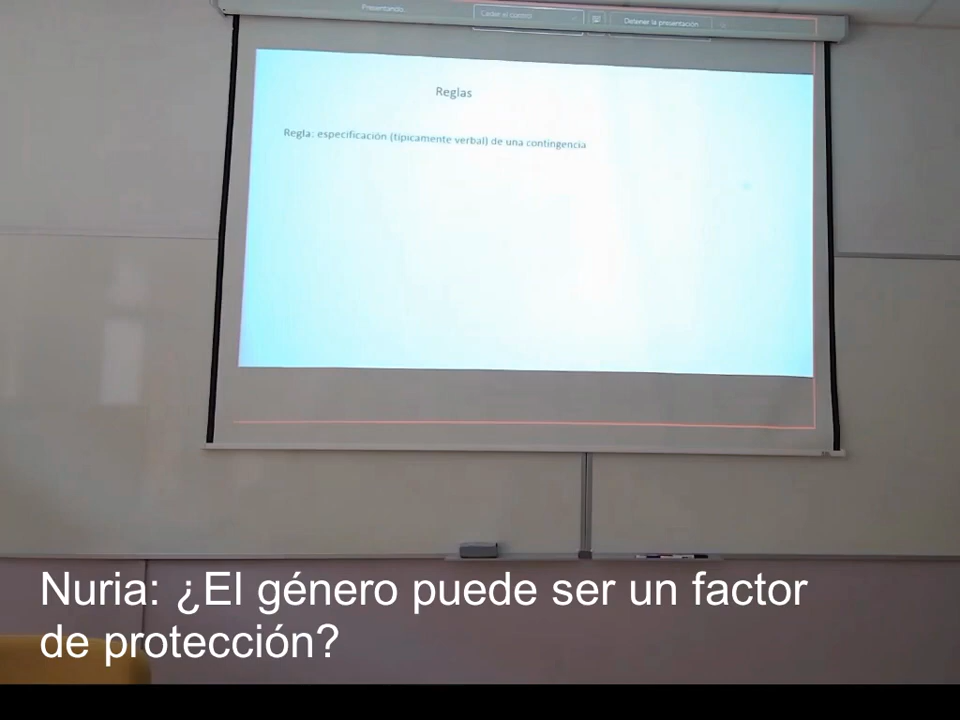 Presentando
Ceder el control
Detener la presentación
Reglas
Regla: especificación (típicamente verbal) de una contingencia
Nuria: ¿El género puede ser un factor
de protección?